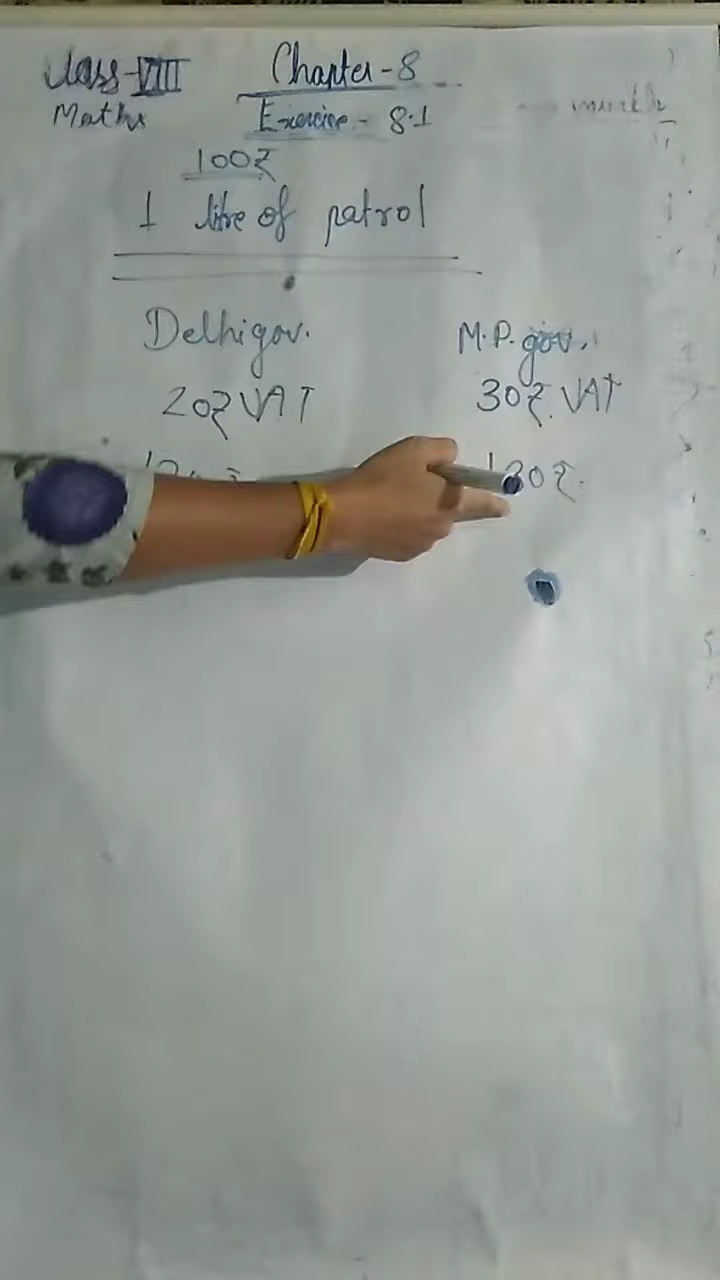 Class-VIII Chapter-8
Maths Exercise - 8.1
100₹
1 litre of patrol
Delhi gov. M.P. gov.
20₹ VAT 30₹ VAT
130₹